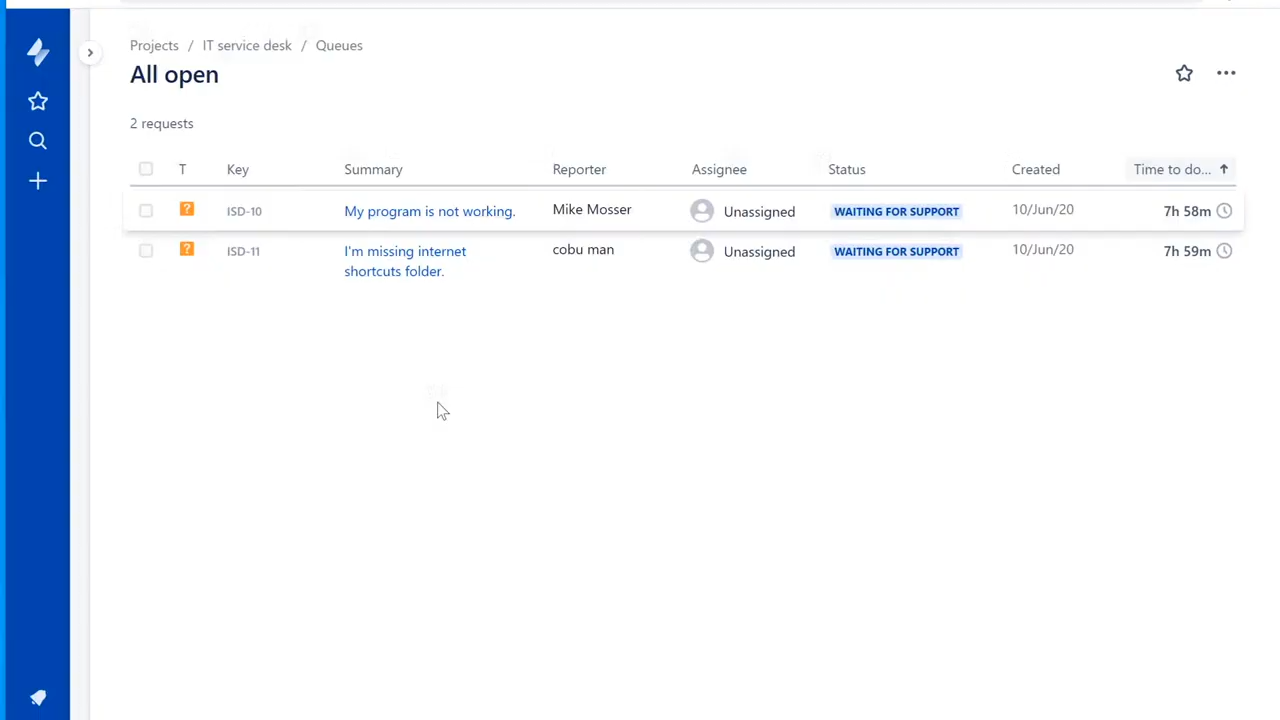 Projects / IT service desk / Queues
All open
2 requests
T Key Summary Reporter Assignee Status Created Time to do... ↑
? ISD-10 My program is not working. Mike Mosser Unassigned WAITING FOR SUPPORT 10/Jun/20 7h 58m
? ISD-11 I'm missing internet cobu man Unassigned WAITING FOR SUPPORT 10/Jun/20 7h 59m
shortcuts folder.